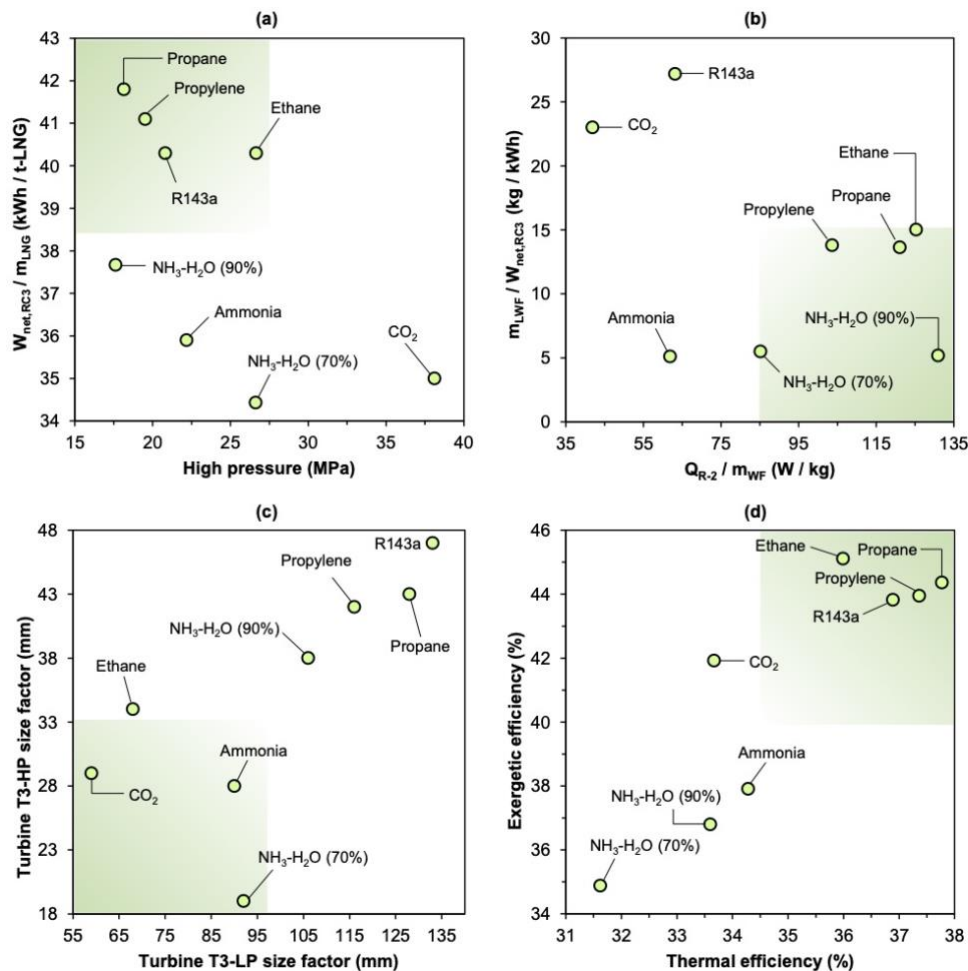 (a)
43
42
41
40
39
38
37
36
35
34
W_net,RC3 / m_LNG (kWh / t-LNG)
Propane
Propylene
Ethane
R143a
NH₃-H₂O (90%)
Ammonia
CO₂
NH₃-H₂O (70%)
15 20 25 30 35 40
High pressure (MPa)
(b)
30
25
20
15
10
5
0
m_LWF / W_net,RC3 (kg / kWh)
R143a
CO₂
Ethane
Propane
Propylene
NH₃-H₂O (90%)
Ammonia
NH₃-H₂O (70%)
35 55 75 95 115 135
Q_R-2 / m_WF (W / kg)
(c)
48
43
38
33
28
23
18
Turbine T3-HP size factor (mm)
R143a
Propylene
NH₃-H₂O (90%)
Propane
Ethane
Ammonia
CO₂
NH₃-H₂O (70%)
55 65 75 85 95 105 115 125 135
Turbine T3-LP size factor (mm)
(d)
46
44
42
40
38
36
34
Exergetic efficiency (%)
Ethane
Propane
Propylene
R143a
CO₂
Ammonia
NH₃-H₂O (90%)
NH₃-H₂O (70%)
31 32 33 34 35 36 37 38
Thermal efficiency (%)